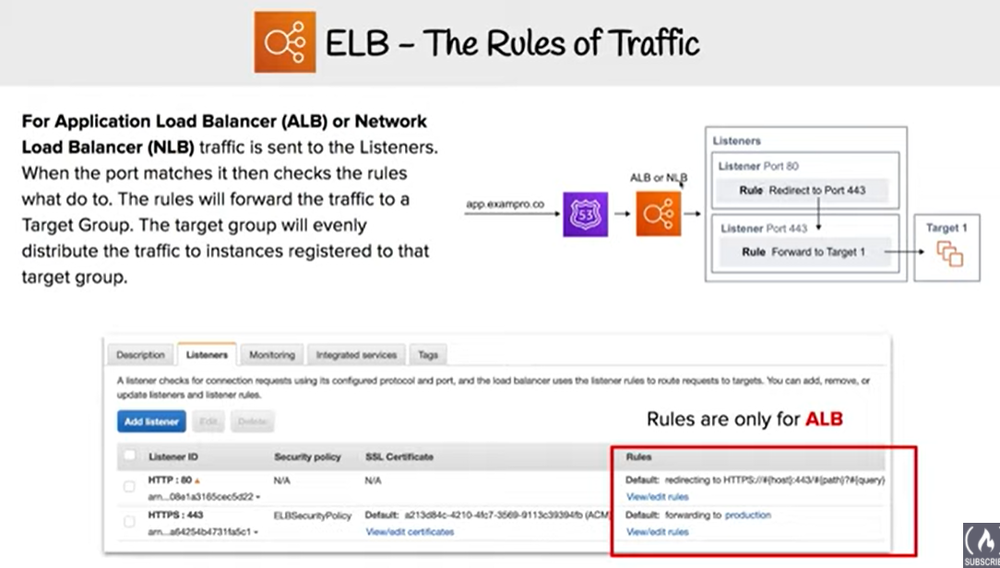 ELB – The Rules of Traffic
For Application Load Balancer (ALB) or Network
Load Balancer (NLB) traffic is sent to the Listeners.
When the port matches it then checks the rules
what do to. The rules will forward the traffic to a
Target Group. The target group will evenly
distribute the traffic to instances registered to that
target group.
app.exampro.co
53
ALB or NLB
Listeners
Listener Port 80
Rule Redirect to Port 443
Listener Port 443
Rule Forward to Target 1
Target 1
Description Listeners Monitoring Integrated services Tags
A listener checks for connection requests using its configured protocol and port, and the load balancer uses the listener rules to route requests to targets. You can add, remove, or
update listeners and listener rules.
Add listener Edit Delete
Rules are only for ALB
Listener ID Security policy SSL Certificate Rules
HTTP : 80 N/A N/A Default: redirecting to HTTPS://#{host}:443/#{path}?#{query}
arn...08e1a3165cec5d22 View/edit rules
HTTPS : 443 ELBSecurityPolicy Default: a213d84c-4210-4fc7-3569-9113c39394fb (ACM) Default: forwarding to production
arn...a64254b4731fa5c1 View/edit certificates View/edit rules
SUBSCRIBE